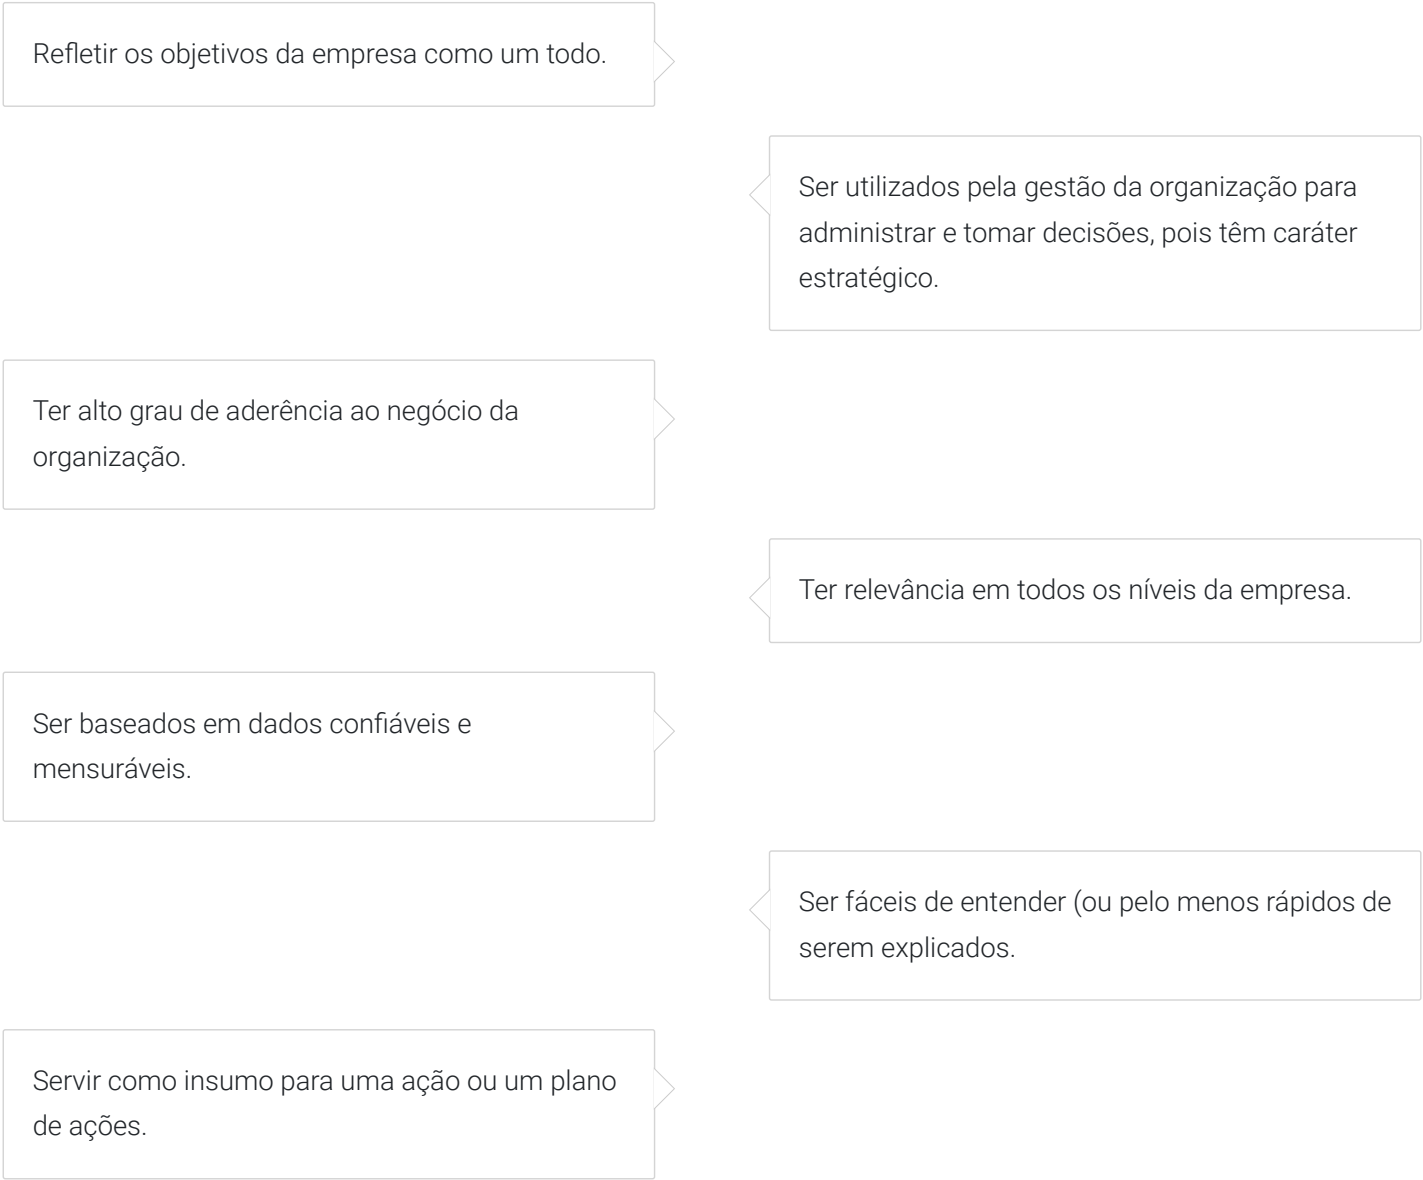 Refletir os objetivos da empresa como um todo.
Ser utilizados pela gestão da organização para
administrar e tomar decisões, pois têm caráter
estratégico.
Ter alto grau de aderência ao negócio da
organização.
Ter relevância em todos os níveis da empresa.
Ser baseados em dados confiáveis e
mensuráveis.
Ser fáceis de entender (ou pelo menos rápidos de
serem explicados.
Servir como insumo para uma ação ou um plano
de ações.